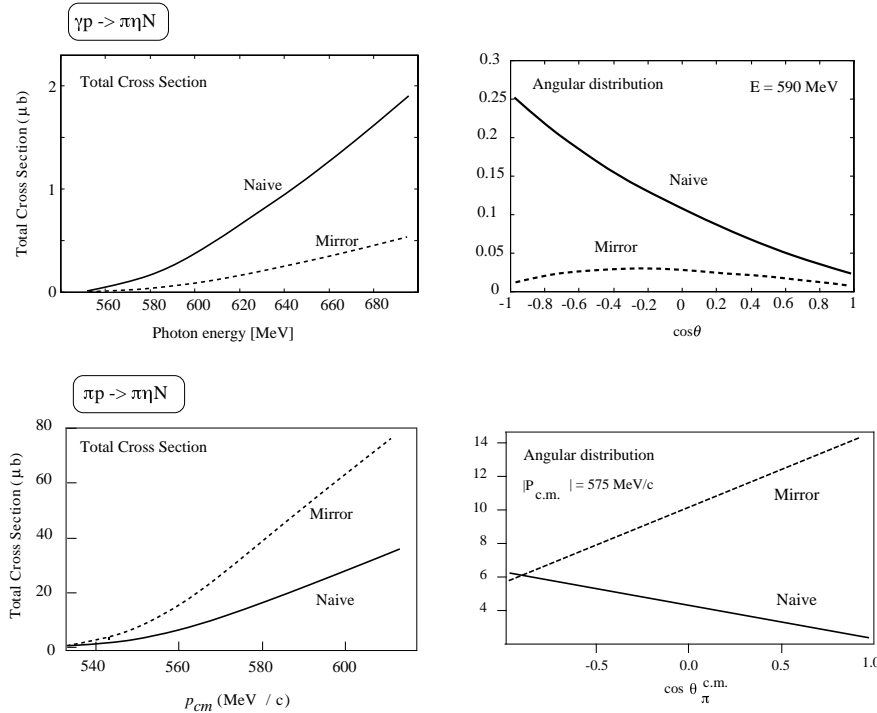 γp -> πηN
Total Cross Section
Naive
Mirror
Total Cross Section (μb)
2
1
0
560 580 600 620 640 660 680
Photon energy [MeV]
Angular distribution
E = 590 MeV
Naive
Mirror
0.3
0.25
0.2
0.15
0.1
0.05
0
-1 -0.8 -0.6 -0.4 -0.2 0 0.2 0.4 0.6 0.8 1
cosθ
πp -> πηN
Total Cross Section
Mirror
Naive
Total Cross Section (μb)
80
60
40
20
0
540 560 580 600
p cm (MeV / c)
Angular distribution
|P c.m. | = 575 MeV/c
Mirror
Naive
14
12
10
8
6
4
-0.5 0.0 0.5 1.0
cos θ c.m. π